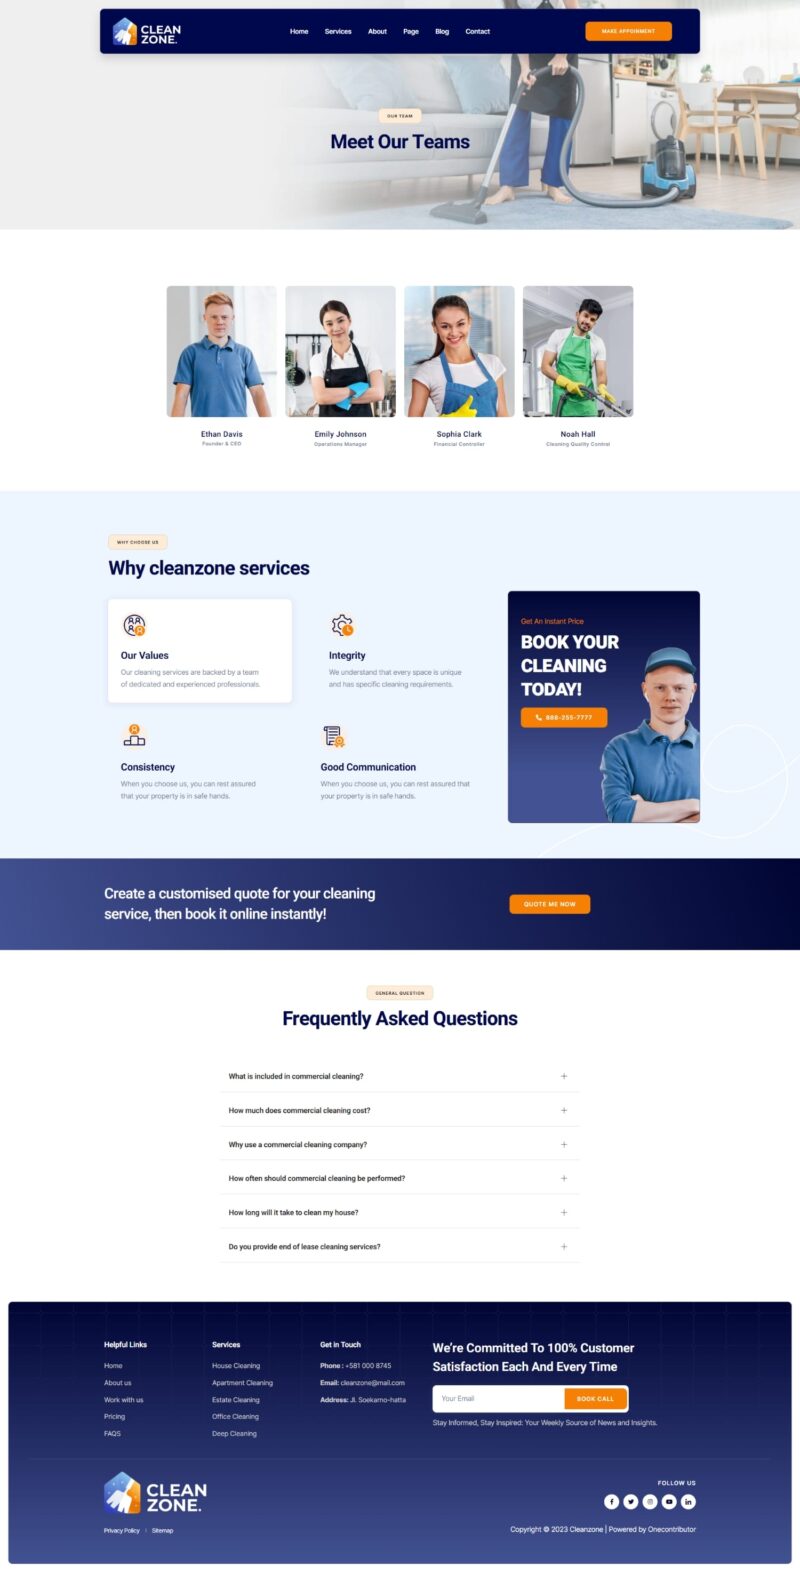 CLEAN
ZONE.
Home Services About Page Blog Contact
MAKE APPOINMENT
OUR TEAM
Meet Our Teams
Ethan Davis
Founder & CEO
Emily Johnson
Operations Manager
Sophia Clark
Financial Controller
Noah Hall
Cleaning Quality Control
WHY CHOOSE US
Why cleanzone services
Our Values
Our cleaning services are backed by a team
of dedicated and experienced professionals.
Integrity
We understand that every space is unique
and has specific cleaning requirements.
Consistency
When you choose us, you can rest assured
that your property is in safe hands.
Good Communication
When you choose us, you can rest assured that
your property is in safe hands.
Get An Instant Price
BOOK YOUR
CLEANING
TODAY!
888-255-7777
Create a customised quote for your cleaning
service, then book it online instantly!
QUOTE ME NOW
GENERAL QUESTION
Frequently Asked Questions
What is included in commercial cleaning?
How much does commercial cleaning cost?
Why use a commercial cleaning company?
How often should commercial cleaning be performed?
How long will it take to clean my house?
Do you provide end of lease cleaning services?
Helpful Links
Home
About us
Work with us
Pricing
FAQS
Services
House Cleaning
Apartment Cleaning
Estate Cleaning
Office Cleaning
Deep Cleaning
Get in Touch
Phone : +581 000 8745
Email: cleanzone@mail.com
Address: Jl. Soekarno-hatta
We're Committed To 100% Customer
Satisfaction Each And Every Time
Your Email
BOOK CALL
Stay Informed, Stay Inspired: Your Weekly Source of News and Insights.
CLEAN
ZONE.
Privacy Policy | Sitemap
FOLLOW US
Copyright © 2023 Cleanzone | Powered by Onecontributor